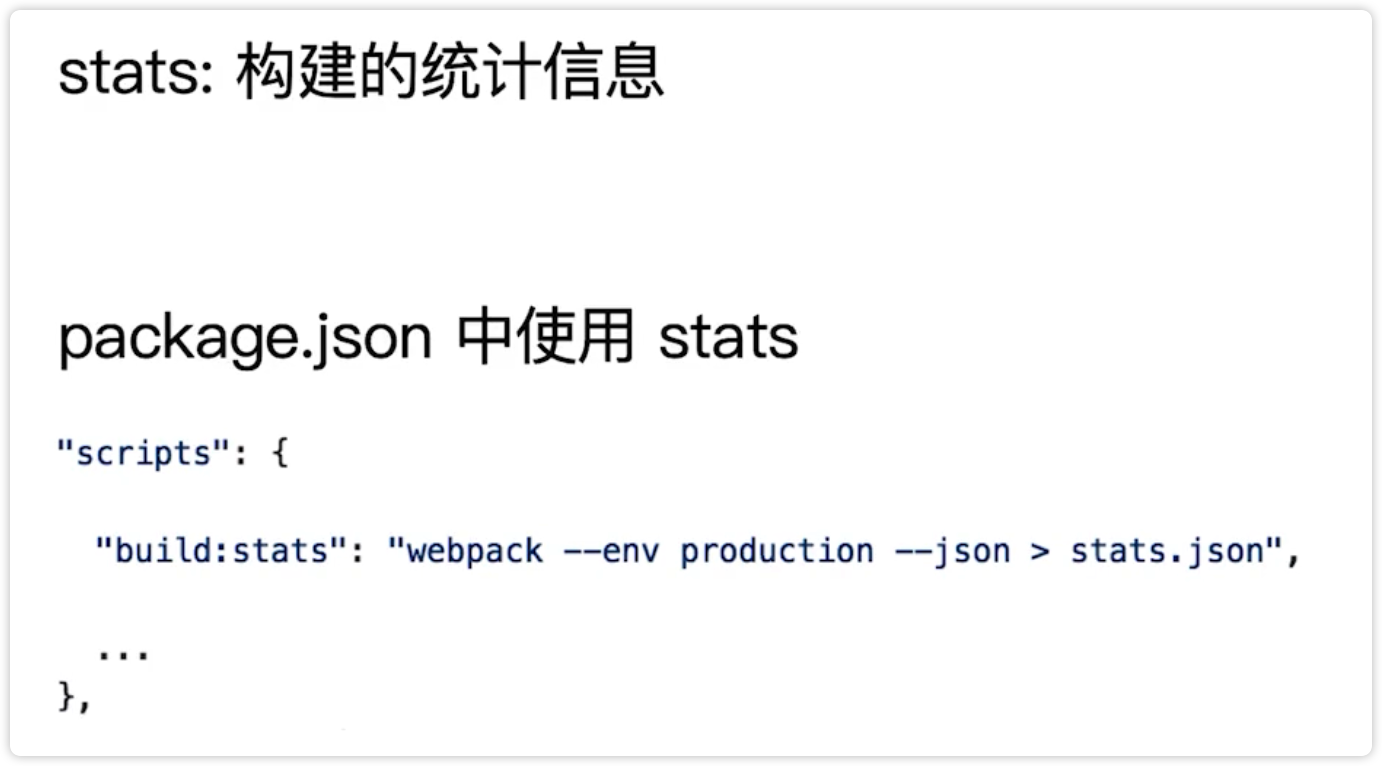 stats: 构建的统计信息
package.json 中使用 stats
"scripts": {
"build:stats": "webpack --env production --json > stats.json",
...
},